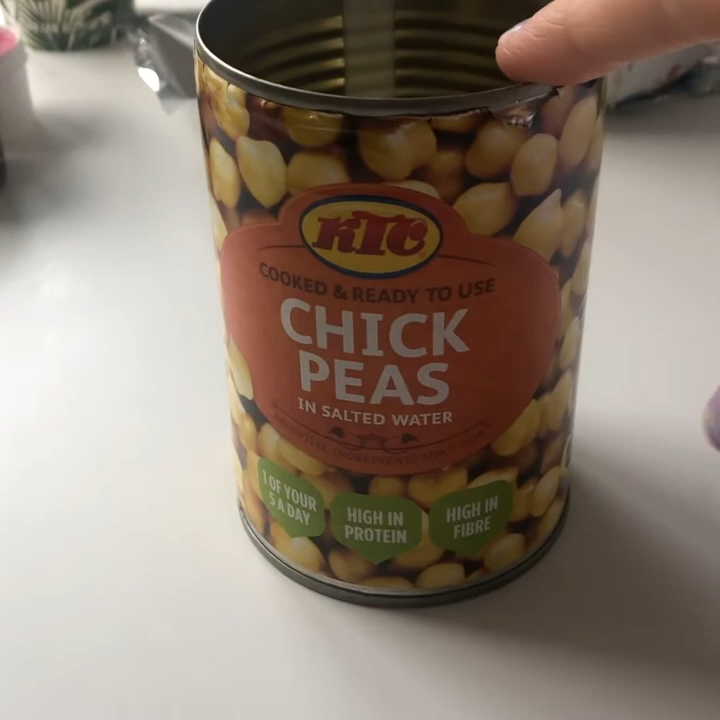 KTC
COOKED & READY TO USE
CHICK
PEAS
IN SALTED WATER
1 OF YOUR
5 A DAY
HIGH IN
PROTEIN
HIGH IN
FIBRE